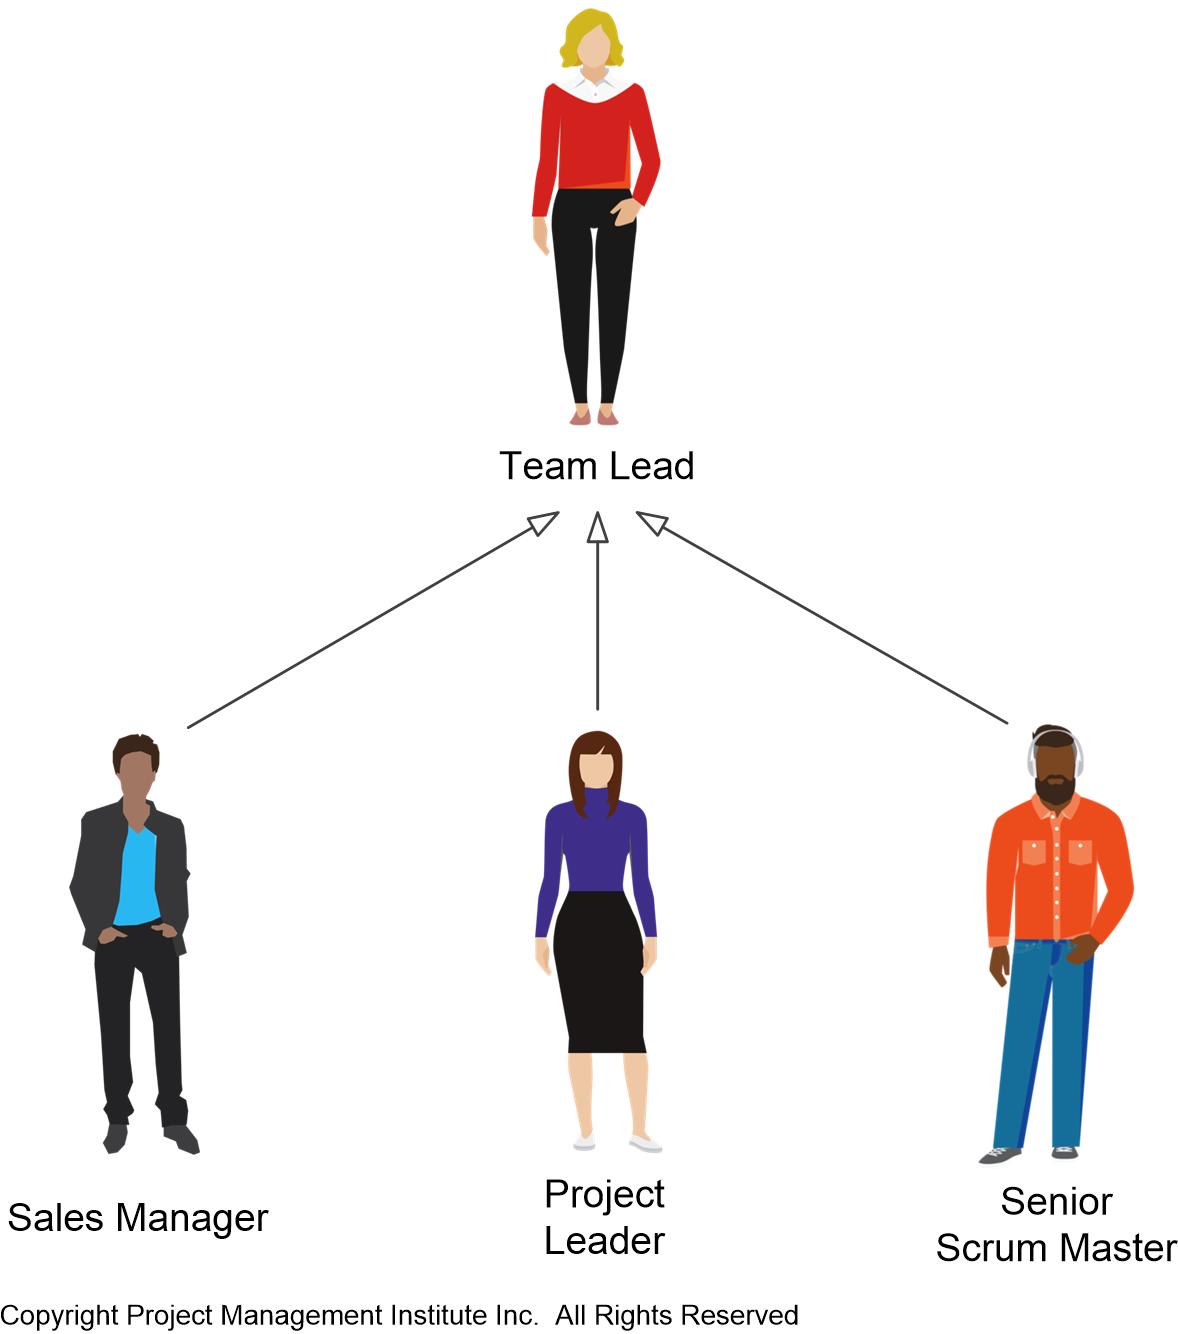 Team Lead
Sales Manager
Project
Leader
Senior
Scrum Master
Copyright Project Management Institute Inc.  All Rights Reserved